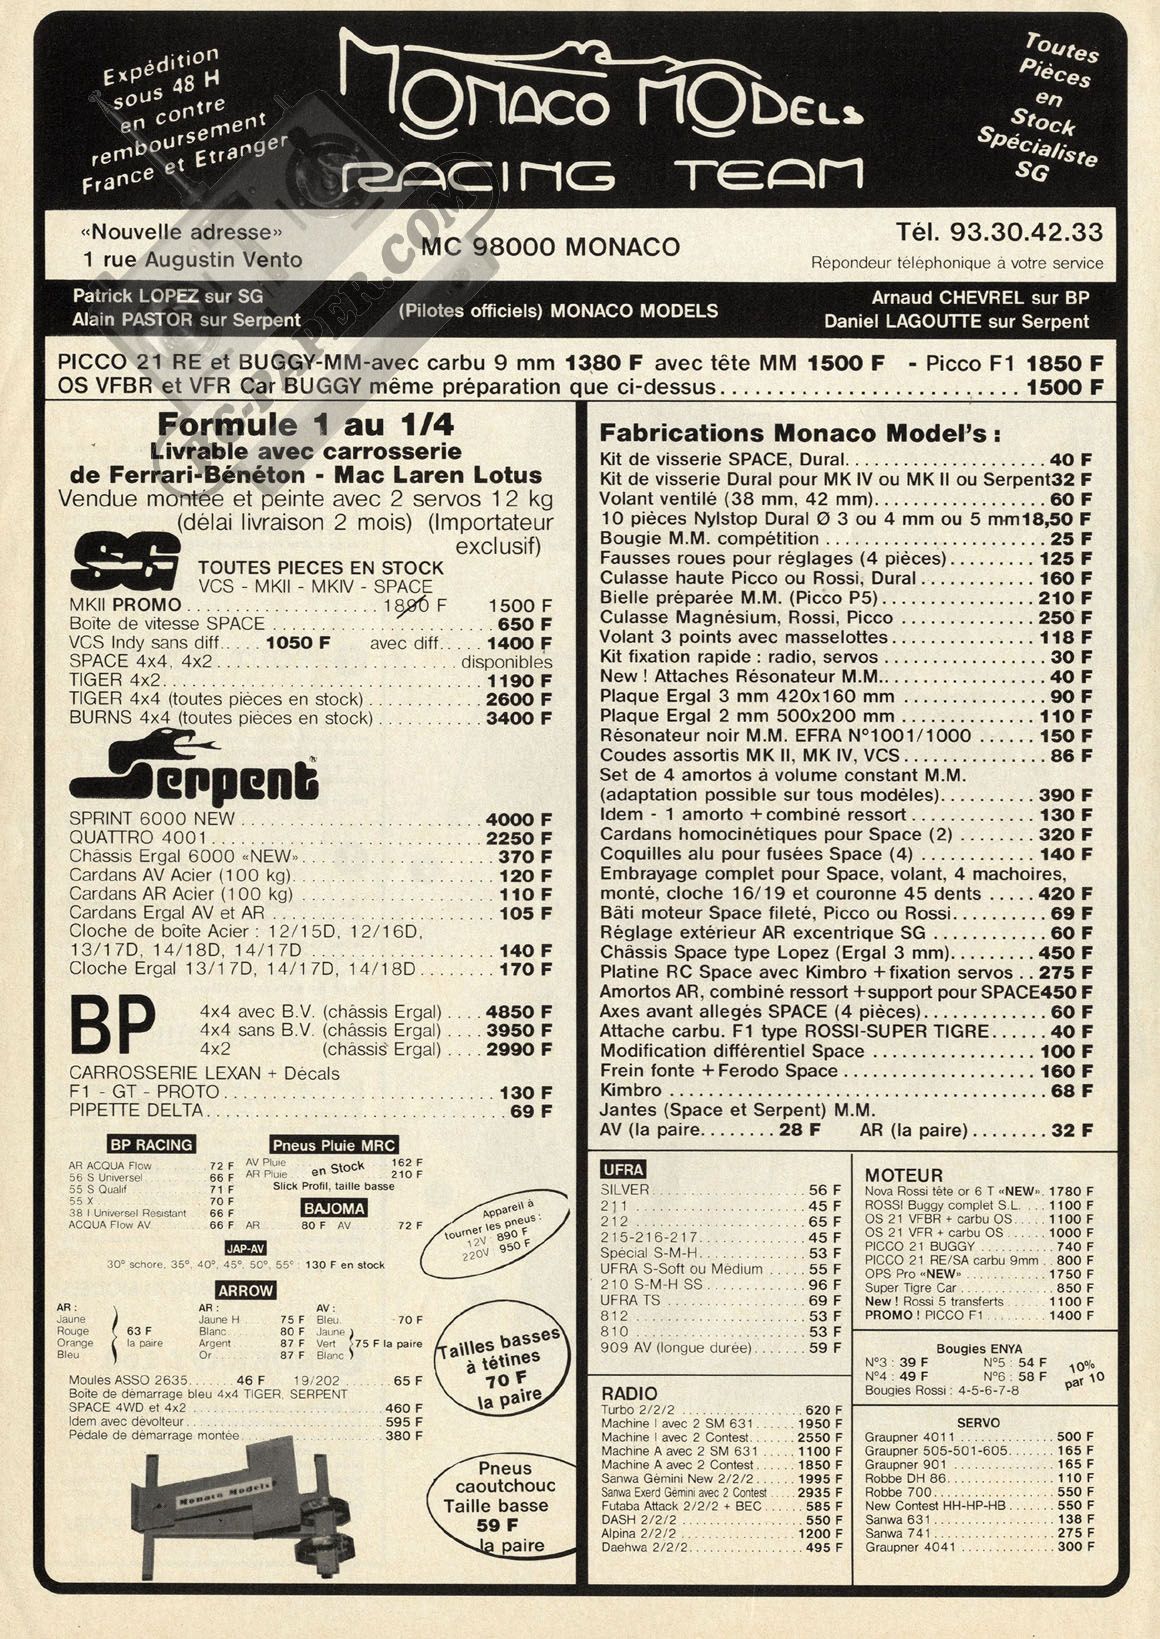 Expédition
sous 48 H
en contre
remboursement
France et Etranger
MONACO MODELS
RACING TEAM
Toutes
Pièces
en
Stock
Spécialiste
SG
«Nouvelle adresse»
1 rue Augustin Vento
MC 98000 MONACO
Tél. 93.30.42.33
Répondeur téléphonique à votre service
Patrick LOPEZ sur SG
Alain PASTOR sur Serpent
(Pilotes officiels) MONACO MODELS
Arnaud CHEVREL sur BP
Daniel LAGOUTTE sur Serpent
RC-PAPER.COM
PICCO 21 RE et BUGGY-MM-avec carbu 9 mm 1380 F avec tête MM 1500 F - Picco F1 1850 F
OS VFBR et VFR Car BUGGY même préparation que ci-dessus............................ 1500 F
Formule 1 au 1/4
Livrable avec carrosserie
de Ferrari-Bénéton - Mac Laren Lotus
Vendue montée et peinte avec 2 servos 12 kg
(délai livraison 2 mois) (Importateur
exclusif)
SG
TOUTES PIECES EN STOCK
VCS - MKII - MKIV - SPACE
MKII PROMO.................. 1890 F 1500 F
Boîte de vitesse SPACE .................. 650 F
VCS Indy sans diff..... 1050 F avec diff..... 1400 F
SPACE 4x4, 4x2.................. disponibles
TIGER 4x2.................. 1190 F
TIGER 4x4 (toutes pièces en stock) .......... 2600 F
BURNS 4x4 (toutes pièces en stock) .......... 3400 F
Serpent ®
SPRINT 6000 NEW .................. 4000 F
QUATTRO 4001.................. 2250 F
Châssis Ergal 6000 «NEW».................. 370 F
Cardans AV Acier (100 kg).................. 120 F
Cardans AR Acier (100 kg) .................. 110 F
Cardans Ergal AV et AR .................. 105 F
Cloche de boîte Acier : 12/15D, 12/16D,
13/17D, 14/18D, 14/17D .................. 140 F
Cloche Ergal 13/17D, 14/17D, 14/18D.......... 170 F
BP
4x4 avec B.V. (châssis Ergal) .... 4850 F
4x4 sans B.V. (châssis Ergal) .... 3950 F
4x2 (châssis Ergal) .... 2990 F
CARROSSERIE LEXAN + Décals
F1 - GT - PROTO.................. 130 F
PIPETTE DELTA.................. 69 F
BP RACING
AR ACQUA Flow .......... 72 F
56 S Universel .......... 66 F
55 S Qualif .......... 71 F
55 X .......... 70 F
38 I Universel Resistant .. 66 F
ACQUA Flow AV .......... 66 F
Pneus Pluie MRC
AV Pluie .......... 162 F
AR Pluie .......... 210 F
en Stock
Slick Profil, taille basse
BAJOMA
AR 80 F AV 72 F
JAP-AV
30° schore, 35°, 40°, 45°, 50°, 55° : 130 F en stock
Appareil à
tourner les pneus :
12V 890 F
220V 950 F
ARROW
AR :
Jaune
Rouge
Orange
Bleu
63 F
la paire
AR :
Jaune H 75 F
Blanc 80 F
Argent 87 F
Or 87 F
AV :
Bleu 70 F
Jaune
Vert
Blanc
75 F la paire
Moules ASSO 2635....... 46 F 19/202 .......... 65 F
Boîte de démarrage bleu 4x4 TIGER, SERPENT
SPACE 4WD et 4x2 .................. 460 F
Idem avec dévolteur.................. 595 F
Pédale de démarrage montée.................. 380 F
Tailles basses
à tétines
70 F
la paire
Monaco Models
Pneus
caoutchouc
Taille basse
59 F
la paire
Fabrications Monaco Model's :
Kit de visserie SPACE, Dural.................. 40 F
Kit de visserie Dural pour MK IV ou MK II ou Serpent32 F
Volant ventilé (38 mm, 42 mm).................. 60 F
10 pièces Nylstop Dural Ø 3 ou 4 mm ou 5 mm18,50 F
Bougie M.M. compétition .................. 25 F
Fausses roues pour réglages (4 pièces)......... 125 F
Culasse haute Picco ou Rossi, Dural ............ 160 F
Bielle préparée M.M. (Picco P5)................ 210 F
Culasse Magnésium, Rossi, Picco ............... 250 F
Volant 3 points avec masselottes............... 118 F
Kit fixation rapide : radio, servos ............... 30 F
New ! Attaches Résonateur M.M................ 40 F
Plaque Ergal 3 mm 420x160 mm ............... 90 F
Plaque Ergal 2 mm 500x200 mm ............... 110 F
Résonateur noir M.M. EFRA N°1001/1000 ...... 150 F
Coudes assortis MK II, MK IV, VCS............... 86 F
Set de 4 amortos à volume constant M.M.
(adaptation possible sur tous modèles).......... 390 F
Idem - 1 amorto + combiné ressort ............. 130 F
Cardans homocinétiques pour Space (2) ........ 320 F
Coquilles alu pour fusées Space (4) ............ 140 F
Embrayage complet pour Space, volant, 4 machoires,
monté, cloche 16/19 et couronne 45 dents ..... 420 F
Bâti moteur Space fileté, Picco ou Rossi.......... 69 F
Réglage extérieur AR excentrique SG ............ 60 F
Châssis Space type Lopez (Ergal 3 mm)......... 450 F
Platine RC Space avec Kimbro + fixation servos .. 275 F
Amortos AR, combiné ressort + support pour SPACE450 F
Axes avant allegés SPACE (4 pièces)............. 60 F
Attache carbu. F1 type ROSSI-SUPER TIGRE...... 40 F
Modification différentiel Space .................. 100 F
Frein fonte + Ferodo Space .................. 160 F
Kimbro .................. 68 F
Jantes (Space et Serpent) M.M.
AV (la paire........ 28 F AR (la paire)........ 32 F
UFRA
SILVER.................. 56 F
211 .................. 45 F
212 .................. 65 F
215-216-217.................. 45 F
Spécial S-M-H.................. 53 F
UFRA S-Soft ou Médium ..... 55 F
210 S-M-H SS .................. 96 F
UFRA TS .................. 69 F
812 .................. 53 F
810 .................. 53 F
909 AV (longue durée)....... 59 F
RADIO
Turbo 2/2/2 .................. 620 F
Machine I avec 2 SM 631...... 1950 F
Machine I avec 2 Contest...... 2550 F
Machine A avec 2 SM 631 .... 1100 F
Machine A avec 2 Contest..... 1850 F
Sanwa Gémini New 2/2/2 ..... 1995 F
Sanwa Exerd Gémini avec 2 Contest .... 2935 F
Futaba Attack 2/2/2 + BEC .... 585 F
DASH 2/2/2 .................. 550 F
Alpina 2/2/2 .................. 1200 F
Daehwa 2/2/2.................. 495 F
MOTEUR
Nova Rossi tête or 6 T «NEW». 1780 F
ROSSI Buggy complet S.L...... 1100 F
OS 21 VFBR + carbu OS...... 1100 F
OS 21 VFR + carbu OS ....... 1000 F
PICCO 21 BUGGY .......... 740 F
PICCO 21 RE/SA carbu 9mm .. 800 F
OPS Pro «NEW».................. 1750 F
Super Tigre Car .................. 850 F
New ! Rossi 5 transferts ....... 1100 F
PROMO ! PICCO F1 .......... 1400 F
Bougies ENYA
N°3 : 39 F N°5 : 54 F
N°4 : 49 F N°6 : 58 F
Bougies Rossi : 4-5-6-7-8
10%
par 10
SERVO
Graupner 4011 .................. 500 F
Graupner 505-501-605......... 165 F
Graupner 901 .................. 165 F
Robbe DH 86.................. 110 F
Robbe 700.................. 550 F
New Contest HH-HP-HB....... 550 F
Sanwa 631 .................. 138 F
Sanwa 741 .................. 275 F
Graupner 4041 .................. 300 F